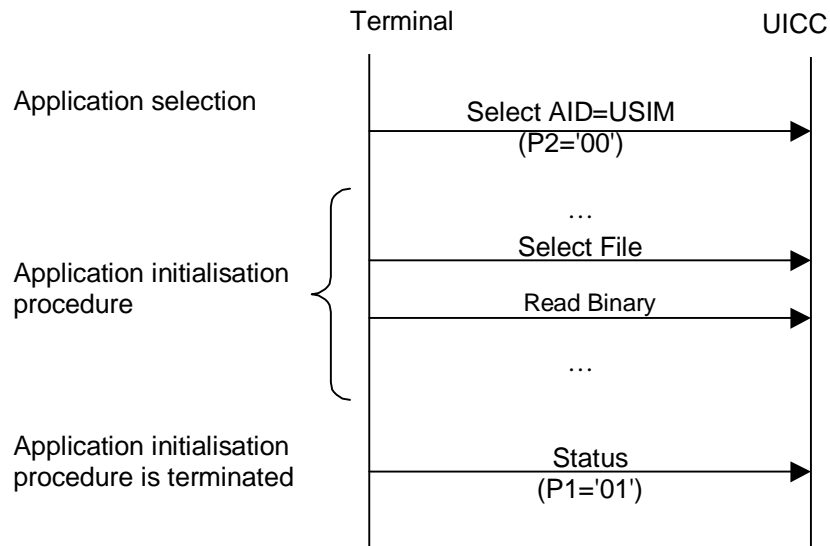 Terminal
UICC
Application selection
Select AID=USIM
(P2='00')
…
Select File
Application initialisation
procedure
Read Binary
…
Application initialisation
procedure is terminated
Status
(P1='01')